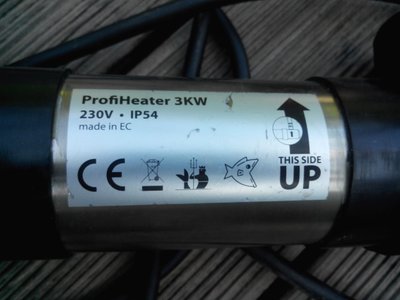 ProfiHeater 3KW
230V • IP54
made in EC
CE
THIS SIDE
UP